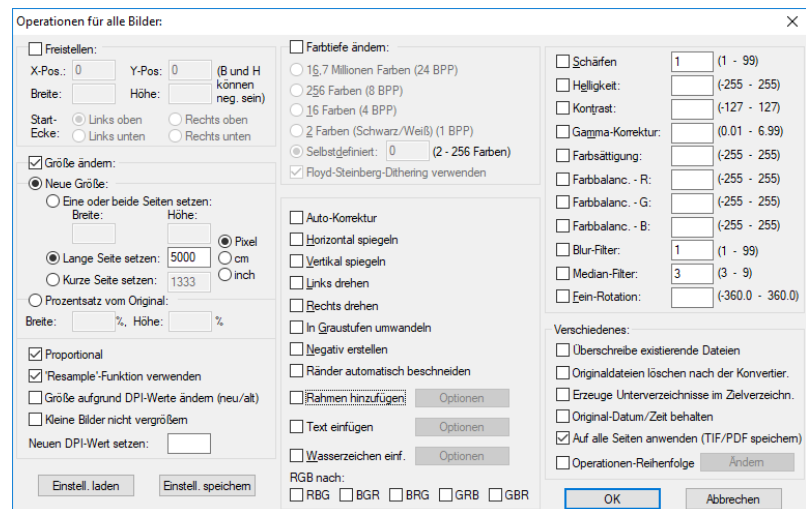 Operationen für alle Bilder:
Freistellen:
X-Pos.: 0 Y-Pos: 0 (B und H können neg. sein)
Breite: Höhe:
Start-Ecke: Links oben Rechts oben
Links unten Rechts unten
Größe ändern:
Neue Größe:
Eine oder beide Seiten setzen:
Breite: Höhe:
Pixel
Lange Seite setzen: 5000 cm
Kurze Seite setzen: 1333 inch
Prozentsatz vom Original:
Breite: %, Höhe: %
Proportional
'Resample'-Funktion verwenden
Größe aufgrund DPI-Werte ändern (neu/alt)
Kleine Bilder nicht vergrößern
Neuen DPI-Wert setzen:
Einstell. laden Einstell. speichern
Farbtiefe ändern:
16,7 Millionen Farben (24 BPP)
256 Farben (8 BPP)
16 Farben (4 BPP)
2 Farben (Schwarz/Weiß) (1 BPP)
Selbstdefiniert: 0 (2 - 256 Farben)
Floyd-Steinberg-Dithering verwenden
Auto-Korrektur
Horizontal spiegeln
Vertikal spiegeln
Links drehen
Rechts drehen
In Graustufen umwandeln
Negativ erstellen
Ränder automatisch beschneiden
Rahmen hinzufügen Optionen
Text einfügen Optionen
Wasserzeichen einf. Optionen
RGB nach:
RBG BGR BRG GRB GBR
Schärfen 1 (1 - 99)
Helligkeit: (-255 - 255)
Kontrast: (-127 - 127)
Gamma-Korrektur: (0.01 - 6.99)
Farbsättigung: (-255 - 255)
Farbbalanc. - R: (-255 - 255)
Farbbalanc. - G: (-255 - 255)
Farbbalanc. - B: (-255 - 255)
Blur-Filter: 1 (1 - 99)
Median-Filter: 3 (3 - 9)
Fein-Rotation: (-360.0 - 360.0)
Verschiedenes:
Überschreibe existierende Dateien
Originaldateien löschen nach der Konvertier.
Erzeuge Unterverzeichnisse im Zielverzeichn.
Original-Datum/Zeit behalten
Auf alle Seiten anwenden (TIF/PDF speichern)
Operationen-Reihenfolge Ändern
OK Abbrechen